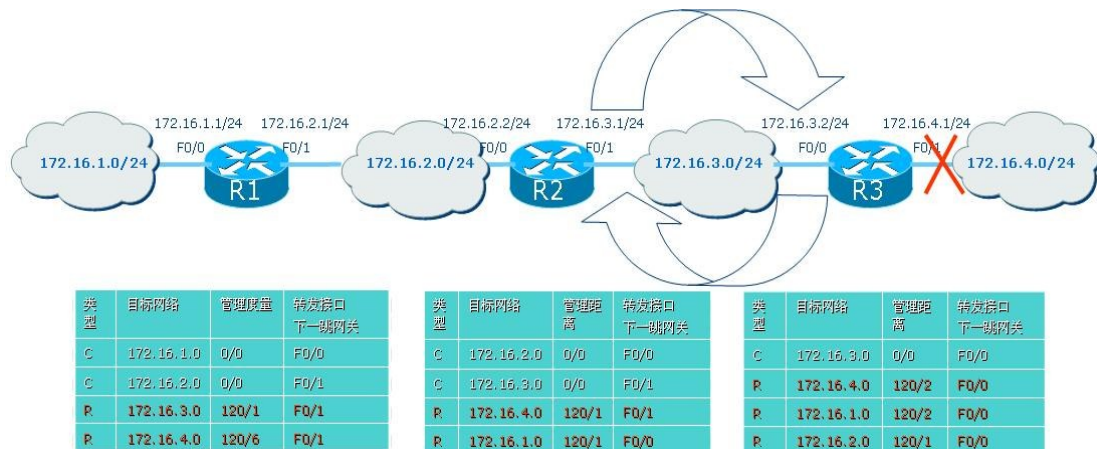 172.16.1.1/24 172.16.2.1/24 172.16.2.2/24 172.16.3.1/24 172.16.3.2/24 172.16.4.1/24
F0/0 F0/1 F0/0 F0/1 F0/0 F0/1
172.16.1.0/24 172.16.2.0/24 172.16.3.0/24 172.16.4.0/24
R1 R2 R3
类型 目标网络 管理度量 转发接口 下一跳网关
C 172.16.1.0 0/0 F0/0
C 172.16.2.0 0/0 F0/1
R 172.16.3.0 120/1 F0/1
R 172.16.4.0 120/6 F0/1
类型 目标网络 管理距离 转发接口 下一跳网关
C 172.16.2.0 0/0 F0/0
C 172.16.3.0 0/0 F0/1
R 172.16.4.0 120/1 F0/1
R 172.16.1.0 120/1 F0/0
类型 目标网络 管理距离 转发接口 下一跳网关
C 172.16.3.0 0/0 F0/0
R 172.16.4.0 120/2 F0/0
R 172.16.1.0 120/2 F0/0
R 172.16.2.0 120/1 F0/0